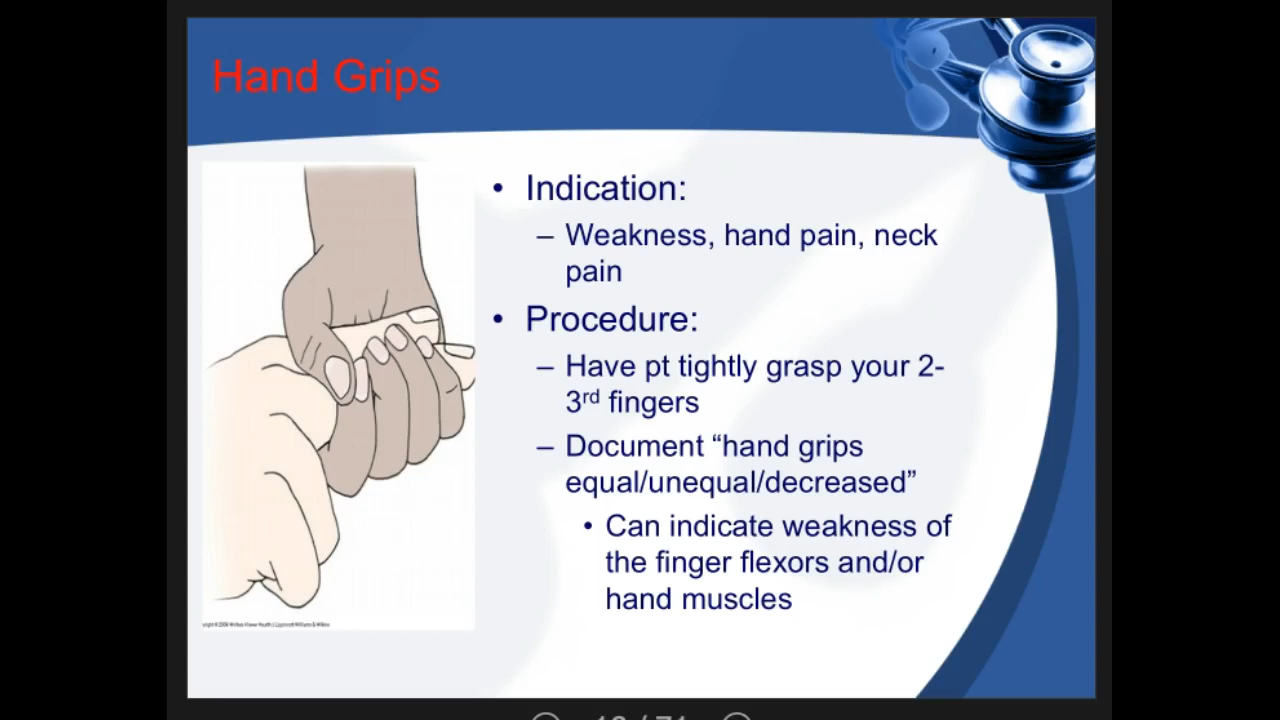 Hand Grips
• Indication:
– Weakness, hand pain, neck
pain
• Procedure:
– Have pt tightly grasp your 2-
3rd fingers
– Document “hand grips
equal/unequal/decreased”
• Can indicate weakness of
the finger flexors and/or
hand muscles